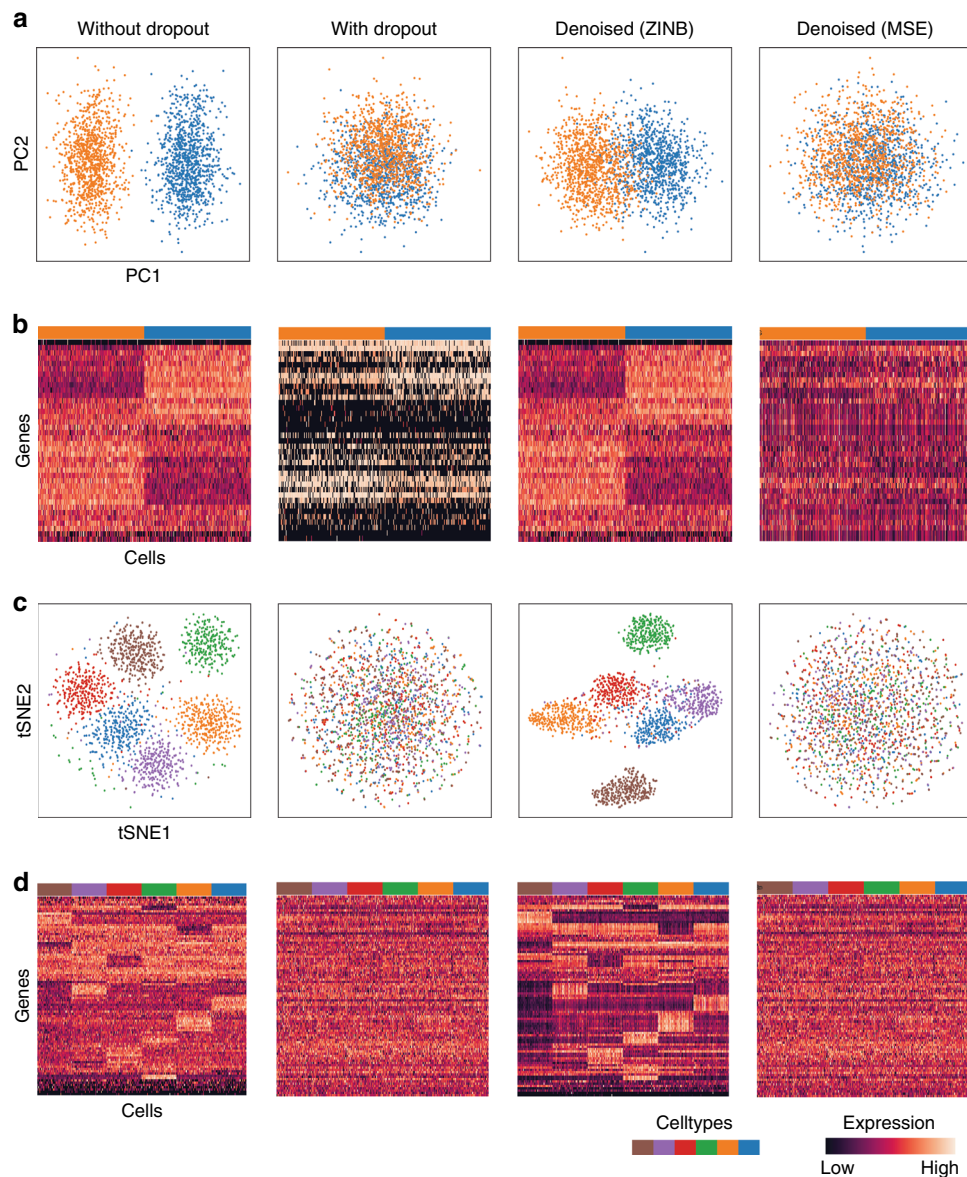 a
Without dropout
With dropout
Denoised (ZINB)
Denoised (MSE)
PC2
PC1
b
Genes
Cells
c
tSNE2
tSNE1
d
Genes
Cells
Celltypes
Expression
Low
High